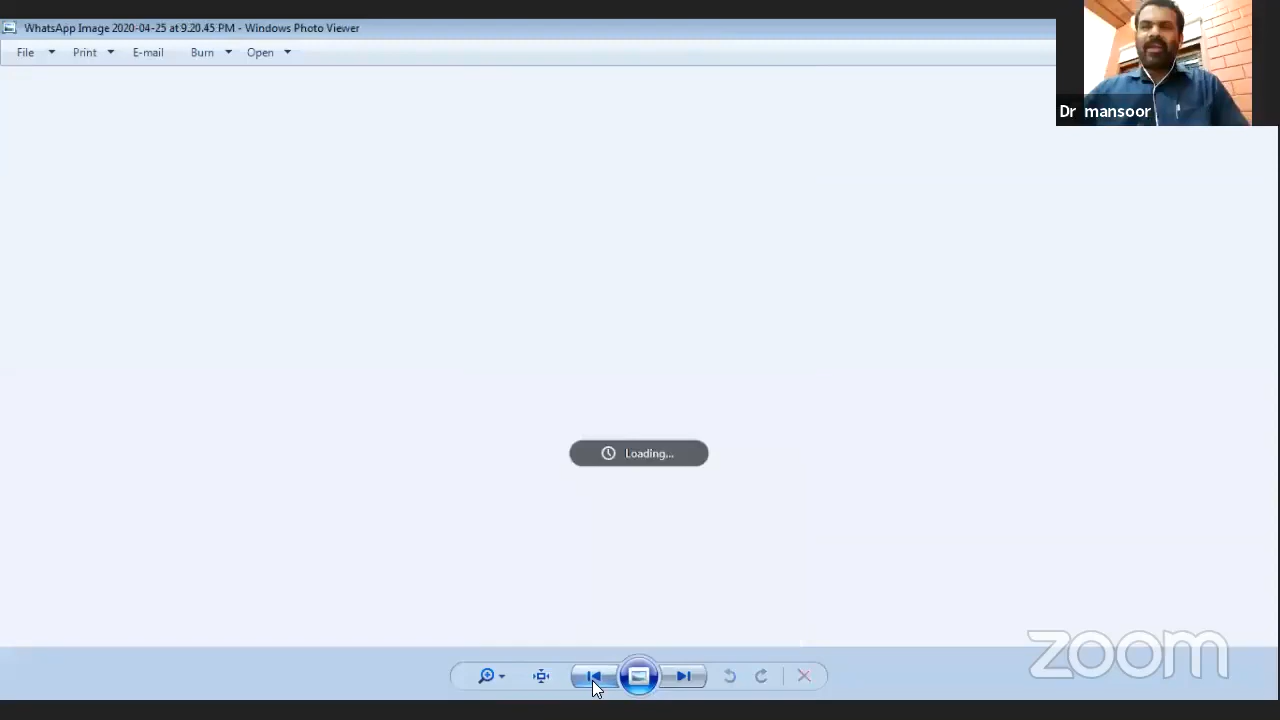 WhatsApp Image 2020-04-25 at 9.20.45 PM - Windows Photo Viewer
File Print E-mail Burn Open
Dr mansoor
Loading...
zoom